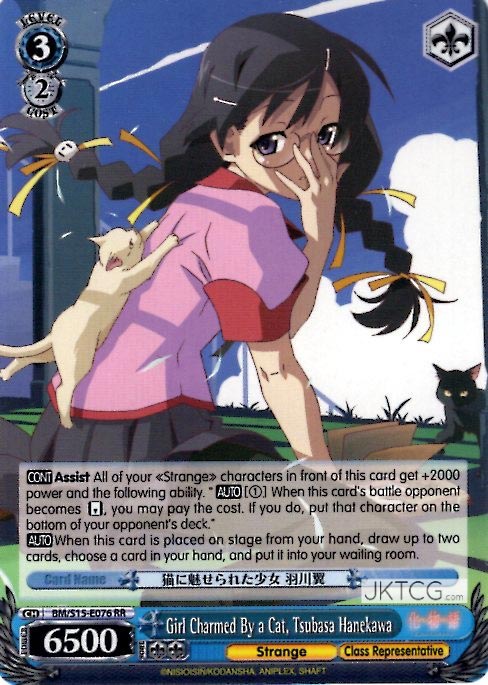 LEVEL
3
2
COST
CONT Assist All of your «Strange» characters in front of this card get +2000
power and the following ability. " AUTO [①] When this card's battle opponent
becomes , you may pay the cost. If you do, put that character on the
bottom of your opponent's deck."
AUTO When this card is placed on stage from your hand, draw up to two
cards, choose a card in your hand, and put it into your waiting room.
Card Name
猫に魅せられた少女 羽川翼
JKTCG.com
BM/S15-E076 RR
Girl Charmed By a Cat, Tsubasa Hanekawa
化物語
6500
Strange
Class Representative
©NISIOISIN/KODANSHA, ANIPLEX, SHAFT